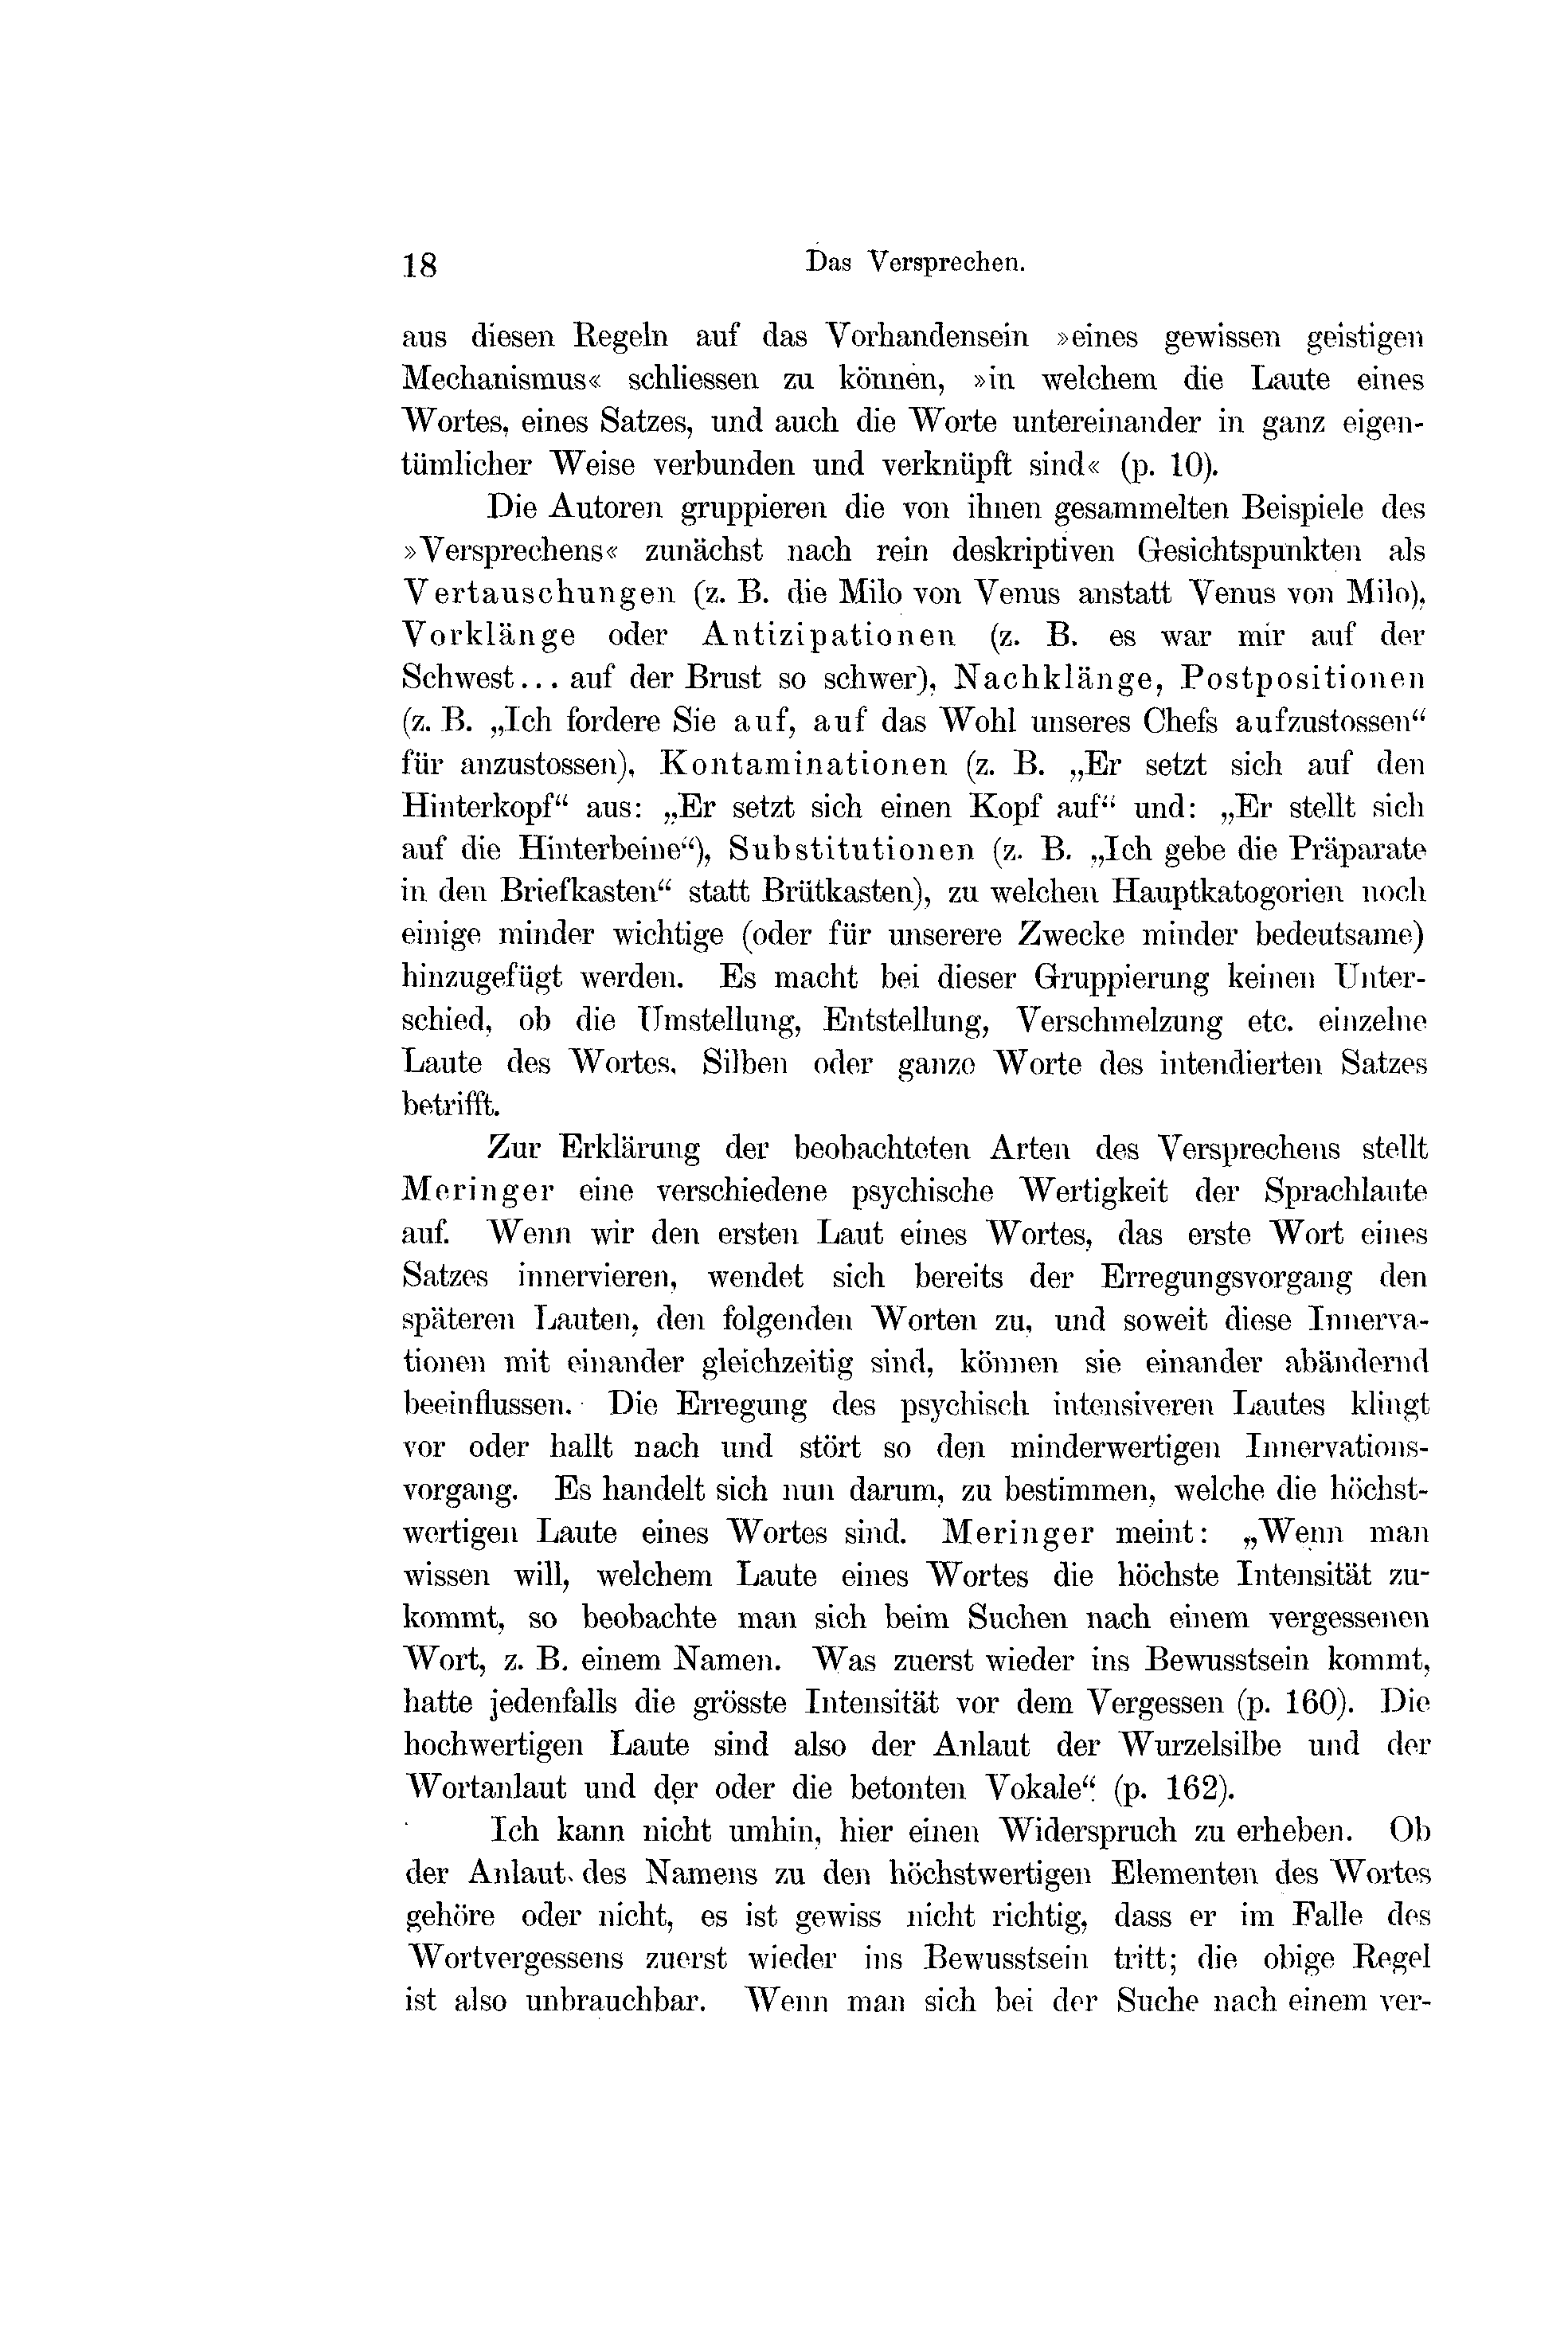 18 Das Versprechen.
aus diesen Regeln auf das Vorhandensein »eines gewissen geistigen
Mechanismus« schliessen zu können, »in welchem die Laute eines
Wortes, eines Satzes, und auch die Worte untereinander in ganz eigen-
tümlicher Weise verbunden und verknüpft sind« (p. 10).
Die Autoren gruppieren die von ihnen gesammelten Beispiele des
»Versprechens« zunächst nach rein deskriptiven Gesichtspunkten als
Vertauschungen (z. B. die Milo von Venus anstatt Venus von Milo),
Vorklänge oder Antizipationen (z. B. es war mir auf der
Schwest... auf der Brust so schwer), Nachklänge, Postpositionen
(z. B. „Ich fordere Sie auf, auf das Wohl unseres Chefs aufzustossen“
für anzustossen), Kontaminationen (z. B. „Er setzt sich auf den
Hinterkopf“ aus: „Er setzt sich einen Kopf auf“ und: „Er stellt sich
auf die Hinterbeine“), Substitutionen (z. B. „Ich gebe die Präparate
in den Briefkasten“ statt Brütkasten), zu welchen Hauptkatogorien noch
einige minder wichtige (oder für unserere Zwecke minder bedeutsame)
hinzugefügt werden. Es macht bei dieser Gruppierung keinen Unter-
schied, ob die Umstellung, Entstellung, Verschmelzung etc. einzelne
Laute des Wortes, Silben oder ganze Worte des intendierten Satzes
betrifft.
Zur Erklärung der beobachteten Arten des Versprechens stellt
Meringer eine verschiedene psychische Wertigkeit der Sprachlaute
auf. Wenn wir den ersten Laut eines Wortes, das erste Wort eines
Satzes innervieren, wendet sich bereits der Erregungsvorgang den
späteren Lauten, den folgenden Worten zu, und soweit diese Innerva-
tionen mit einander gleichzeitig sind, können sie einander abändernd
beeinflussen. Die Erregung des psychisch intensiveren Lautes klingt
vor oder hallt nach und stört so den minderwertigen Innervations-
vorgang. Es handelt sich nun darum, zu bestimmen, welche die höchst-
wertigen Laute eines Wortes sind. Meringer meint: „Wenn man
wissen will, welchem Laute eines Wortes die höchste Intensität zu-
kommt, so beobachte man sich beim Suchen nach einem vergessenen
Wort, z. B. einem Namen. Was zuerst wieder ins Bewusstsein kommt,
hatte jedenfalls die grösste Intensität vor dem Vergessen (p. 160). Die
hochwertigen Laute sind also der Anlaut der Wurzelsilbe und der
Wortanlaut und der oder die betonten Vokale“ (p. 162).
Ich kann nicht umhin, hier einen Widerspruch zu erheben. Ob
der Anlaut des Namens zu den höchstwertigen Elementen des Wortes
gehöre oder nicht, es ist gewiss nicht richtig, dass er im Falle des
Wortvergessens zuerst wieder ins Bewusstsein tritt; die obige Regel
ist also unbrauchbar. Wenn man sich bei der Suche nach einem ver-